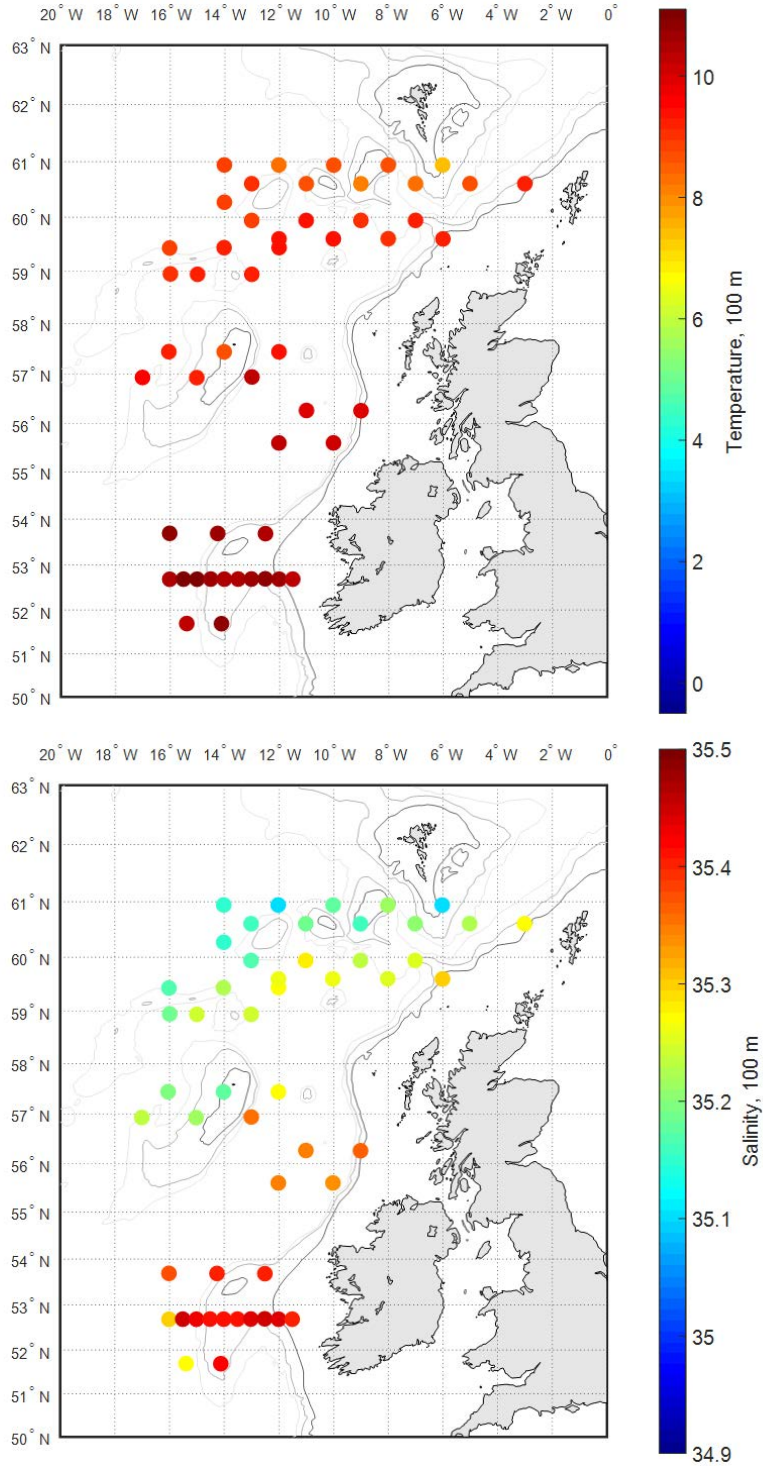 20° W 18° W 16° W 14° W 12° W 10° W 8° W 6° W 4° W 2° W 0°
63° N
62° N
61° N
60° N
59° N
58° N
57° N
56° N
55° N
54° N
53° N
52° N
51° N
50° N
10
8
6
4
2
0
Temperature, 100 m
20° W 18° W 16° W 14° W 12° W 10° W 8° W 6° W 4° W 2° W 0°
63° N
62° N
61° N
60° N
59° N
58° N
57° N
56° N
55° N
54° N
53° N
52° N
51° N
50° N
35.5
35.4
35.3
35.2
35.1
35
34.9
Salinity, 100 m